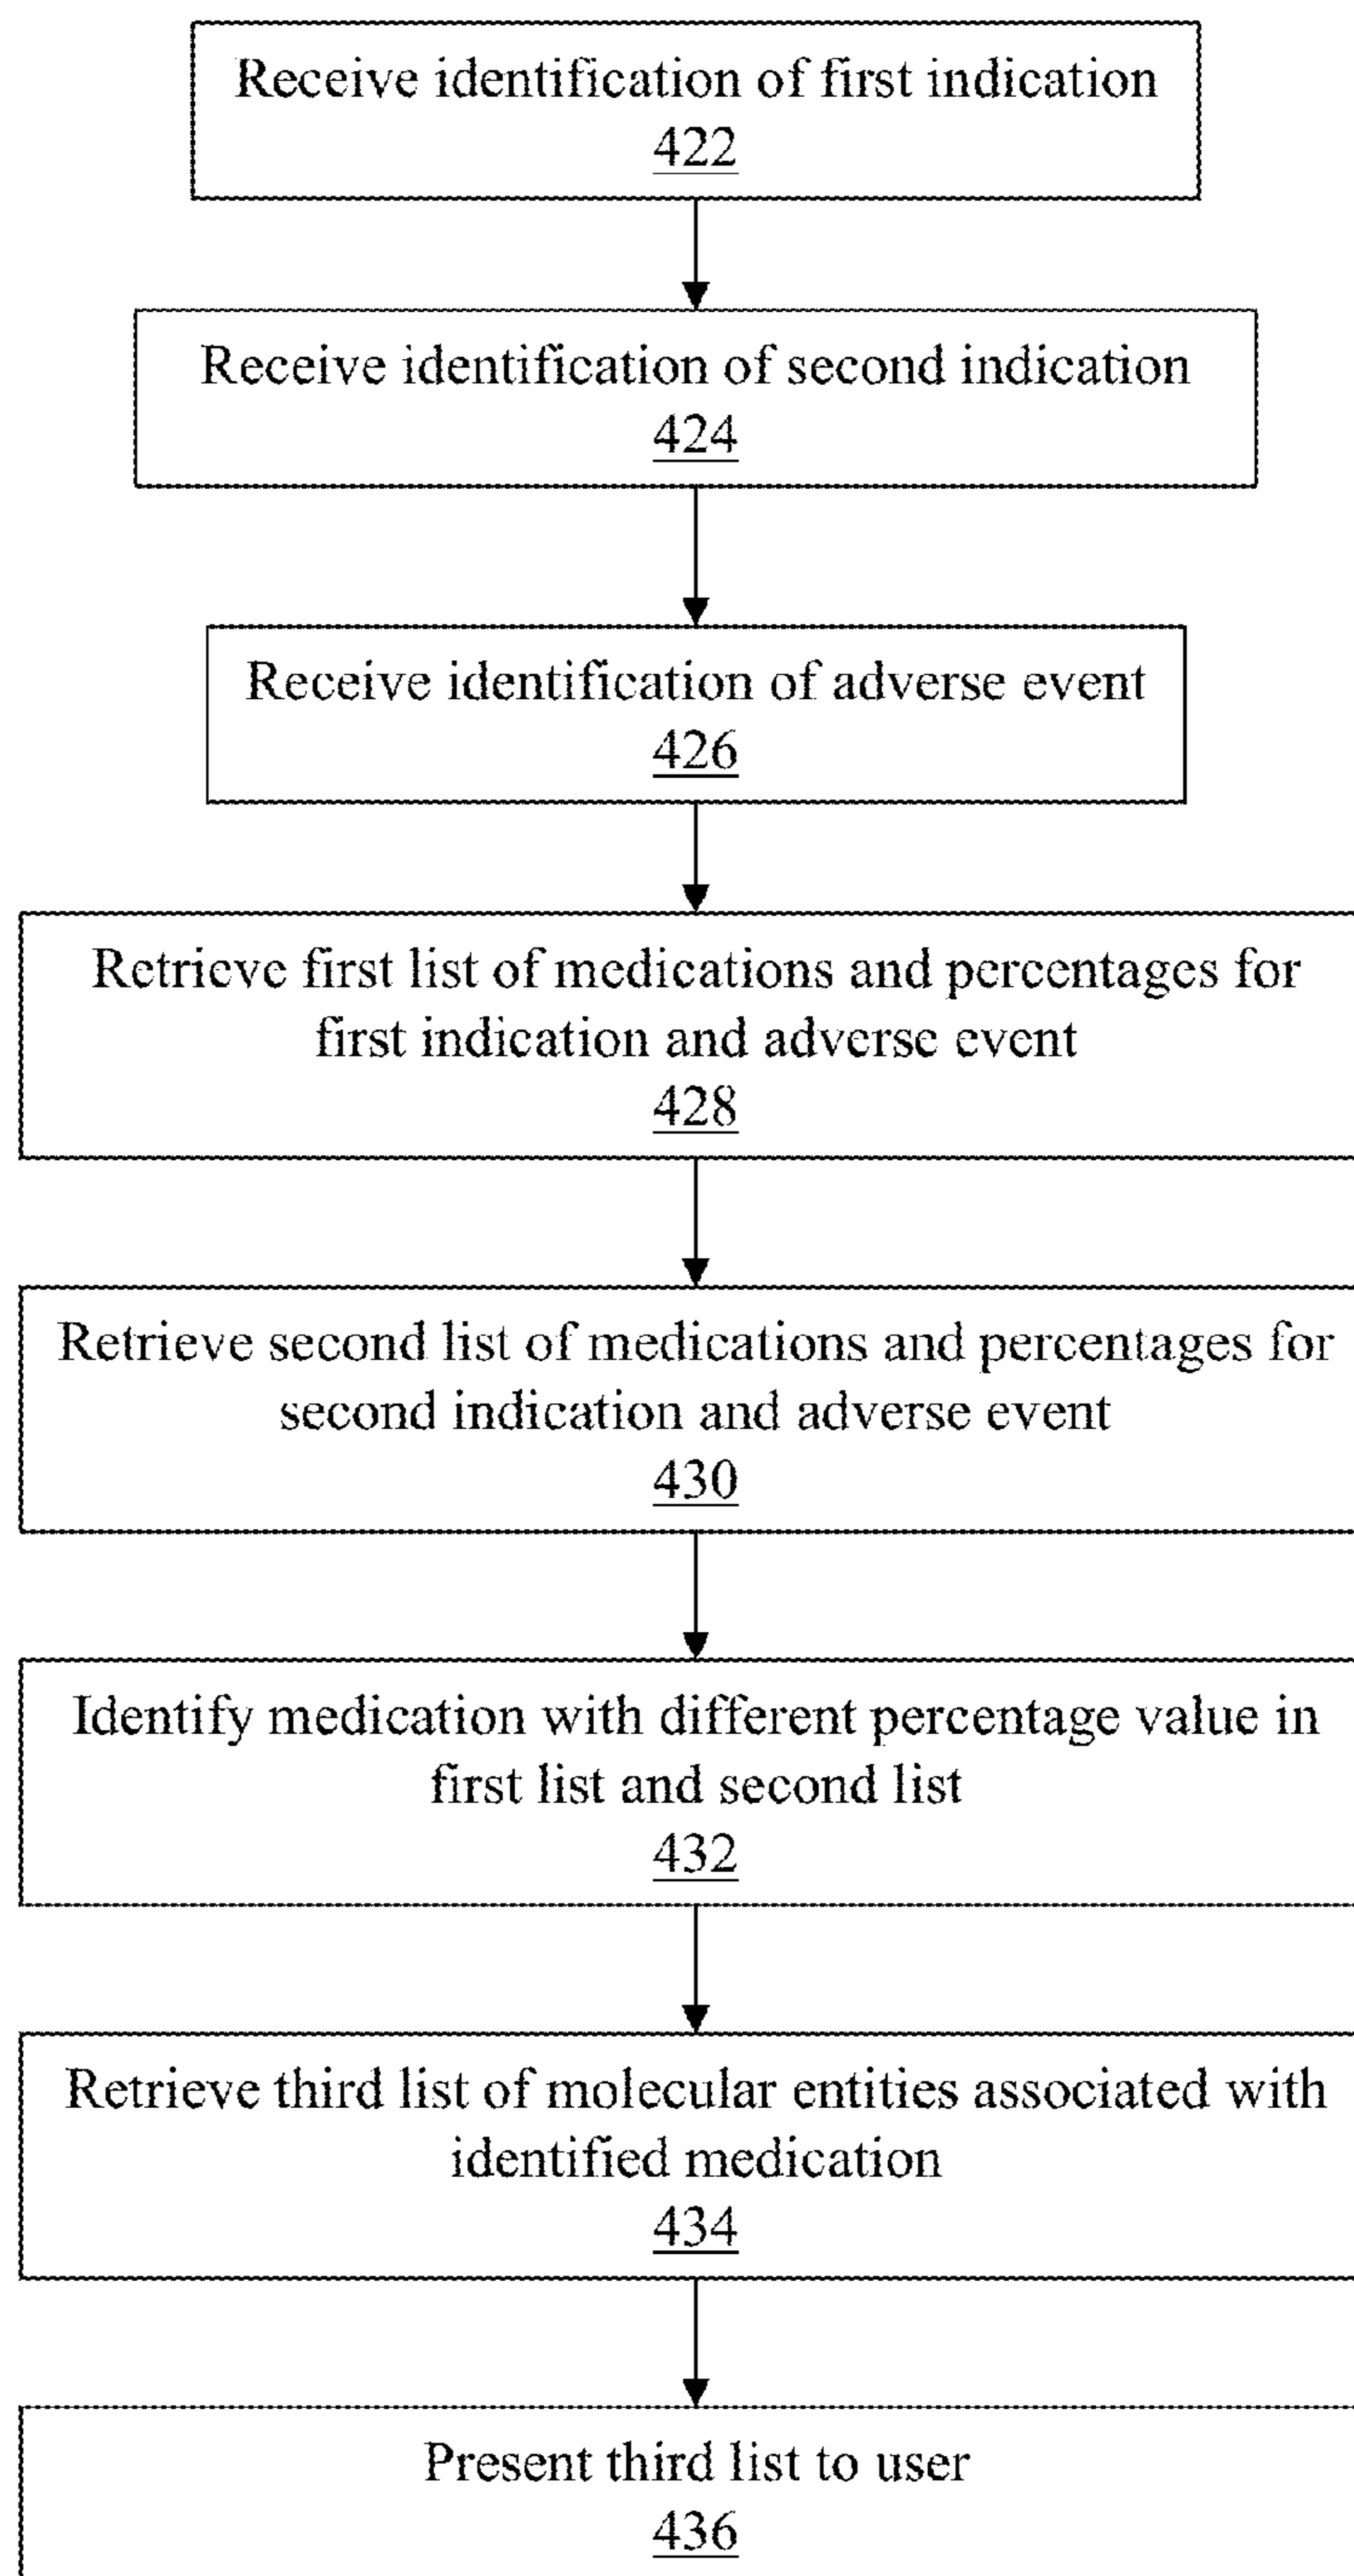 Receive identification of first indication
422
Receive identification of second indication
424
Receive identification of adverse event
426
Retrieve first list of medications and percentages for
first indication and adverse event
428
Retrieve second list of medications and percentages for
second indication and adverse event
430
Identify medication with different percentage value in
first list and second list
432
Retrieve third list of molecular entities associated with
identified medication
434
Present third list to user
436